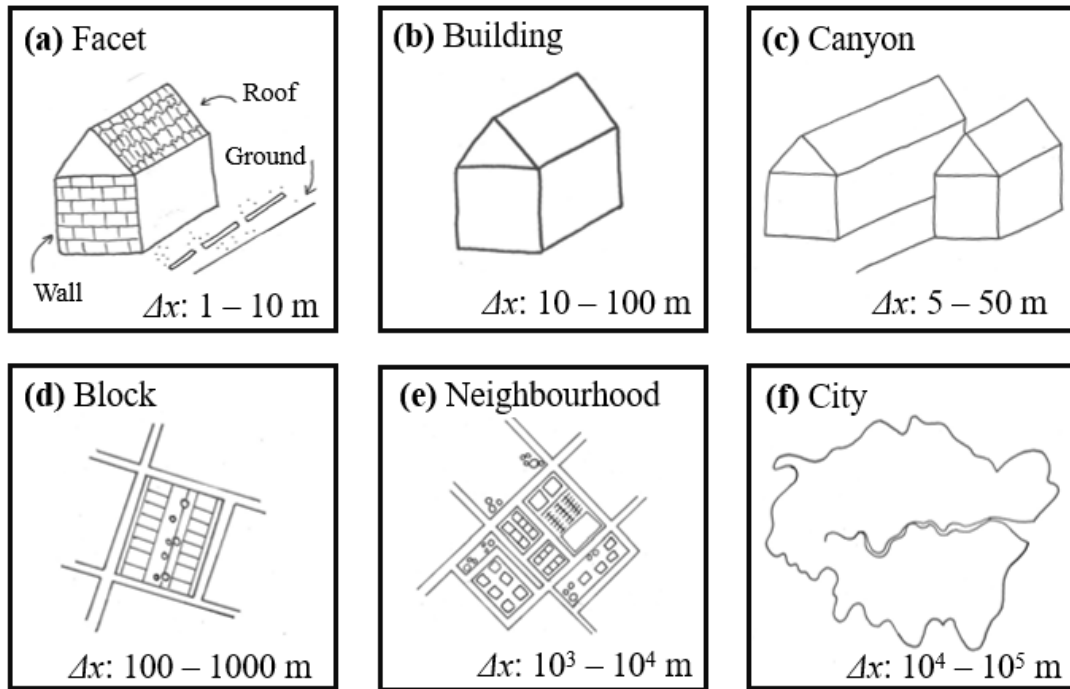 (a) Facet
Roof
Ground
Wall
Δx: 1 – 10 m
(b) Building
Δx: 10 – 100 m
(c) Canyon
Δx: 5 – 50 m
(d) Block
Δx: 100 – 1000 m
(e) Neighbourhood
Δx: 10³ – 10⁴ m
(f) City
Δx: 10⁴ – 10⁵ m